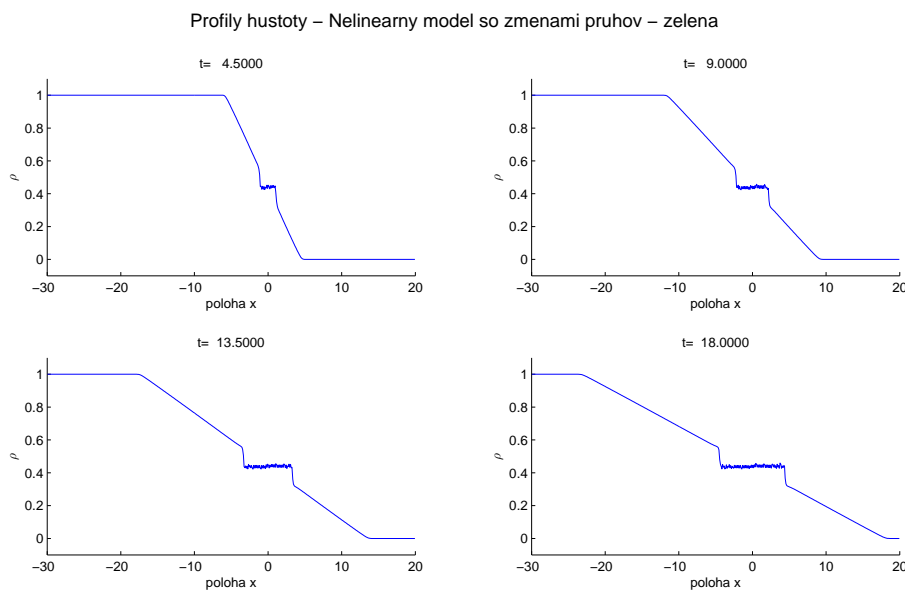 Profily hustoty – Nelinearny model so zmenami pruhov – zelena
t= 4.5000
ρ
1
0.8
0.6
0.4
0.2
0
−30 −20 −10 0 10 20
poloha x
t= 9.0000
ρ
1
0.8
0.6
0.4
0.2
0
−30 −20 −10 0 10 20
poloha x
t= 13.5000
ρ
1
0.8
0.6
0.4
0.2
0
−30 −20 −10 0 10 20
poloha x
t= 18.0000
ρ
1
0.8
0.6
0.4
0.2
0
−30 −20 −10 0 10 20
poloha x